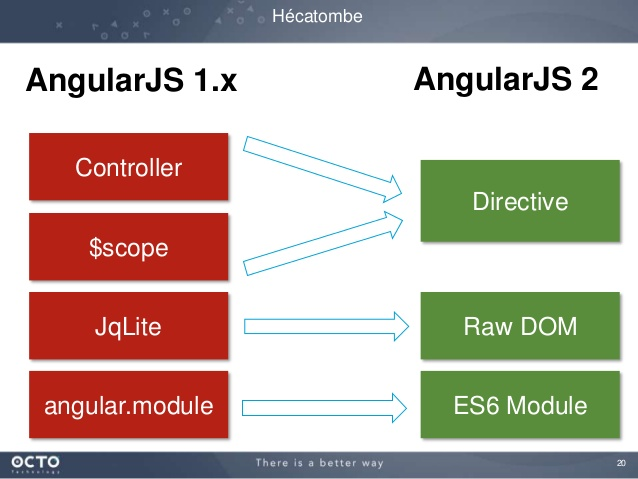 Hécatombe
AngularJS 1.x
AngularJS 2
Controller
Directive
$scope
JqLite
Raw DOM
angular.module
ES6 Module
OCTO
Technology
There is a better way
20